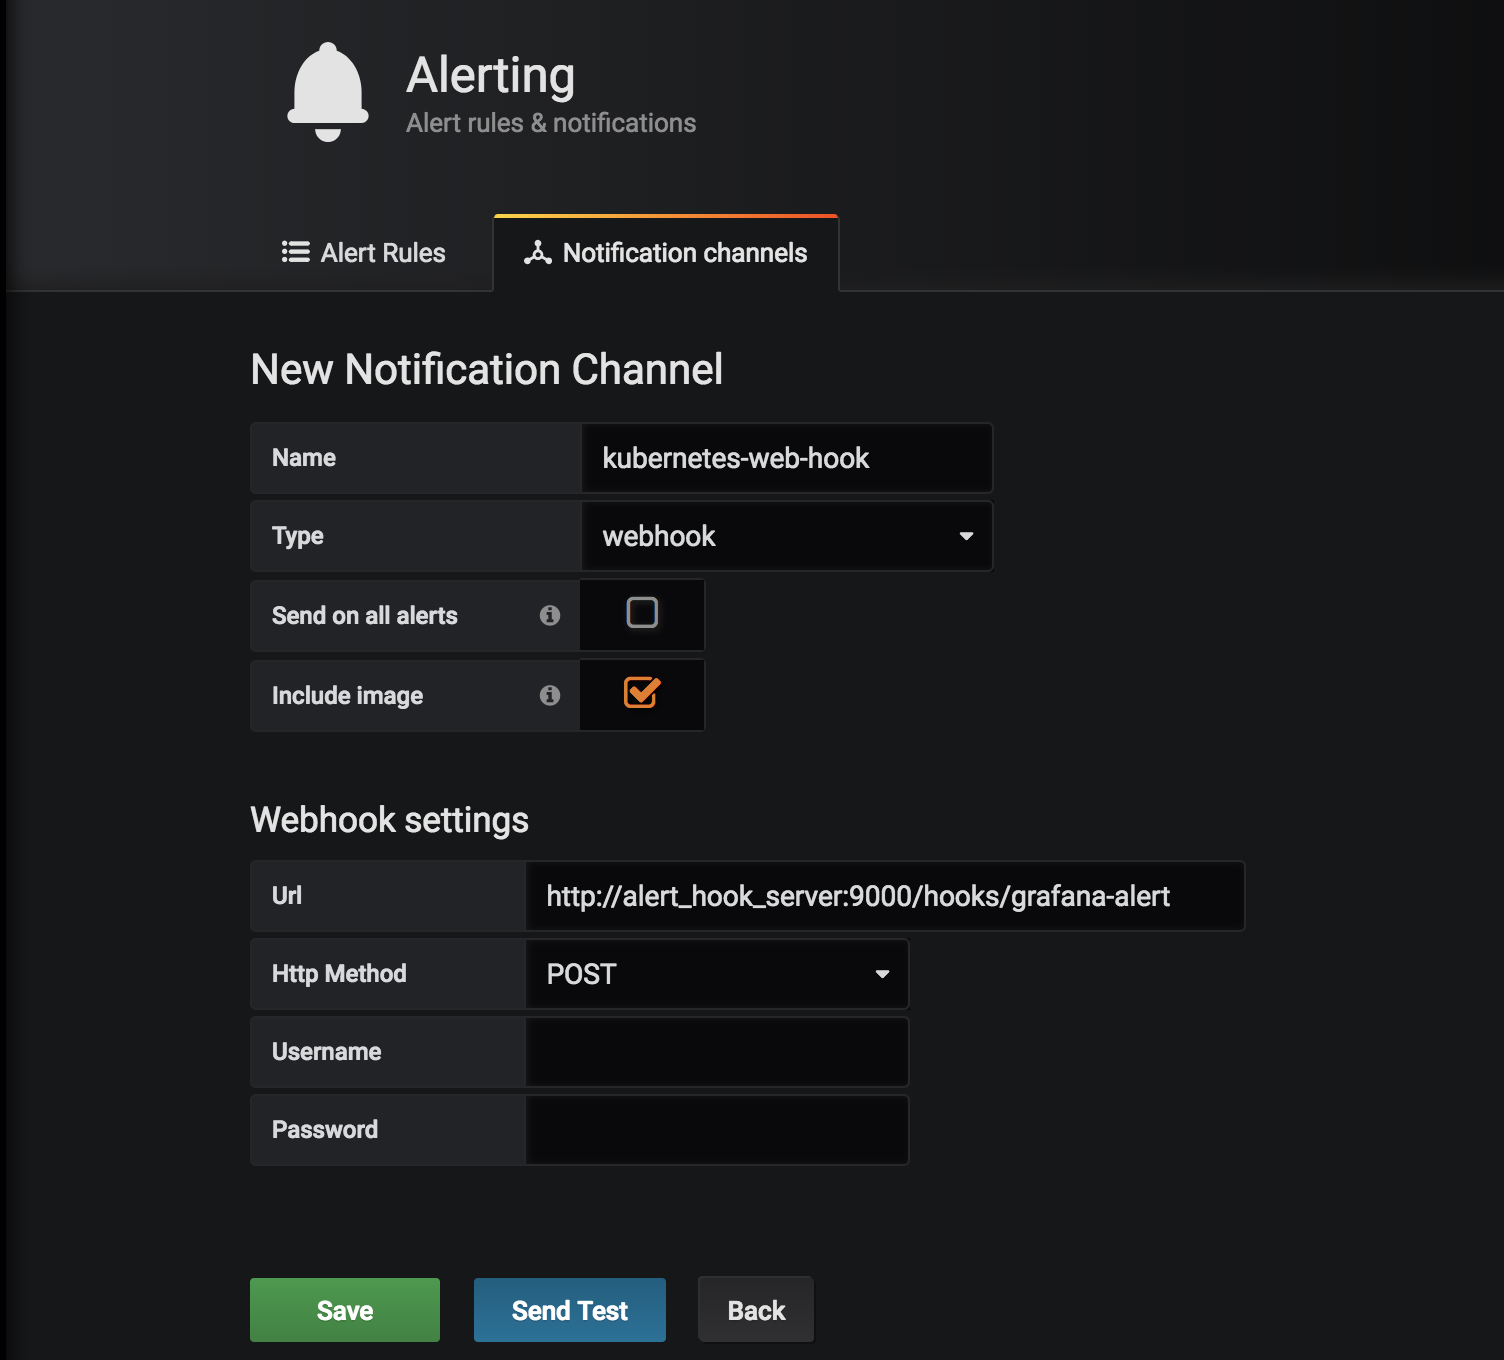 Alerting
Alert rules & notifications
Alert Rules
Notification channels
New Notification Channel
Name
kubernetes-web-hook
Type
webhook
Send on all alerts
Include image
Webhook settings
Url
http://alert_hook_server:9000/hooks/grafana-alert
Http Method
POST
Username
Password
Save
Send Test
Back